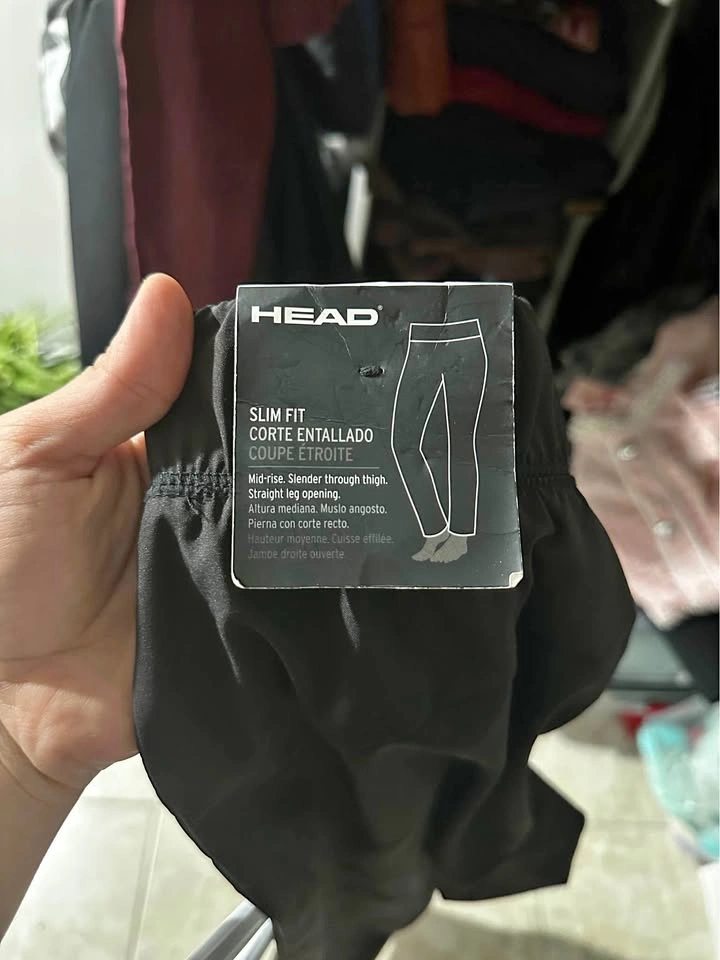 HEAD®
SLIM FIT
CORTE ENTALLADO
COUPE ÉTROITE
Mid-rise. Slender through thigh.
Straight leg opening.
Altura mediana. Muslo angosto.
Pierna con corte recto.
Hauteur moyenne. Cuisse effilée.
Jambe droite ouverte.